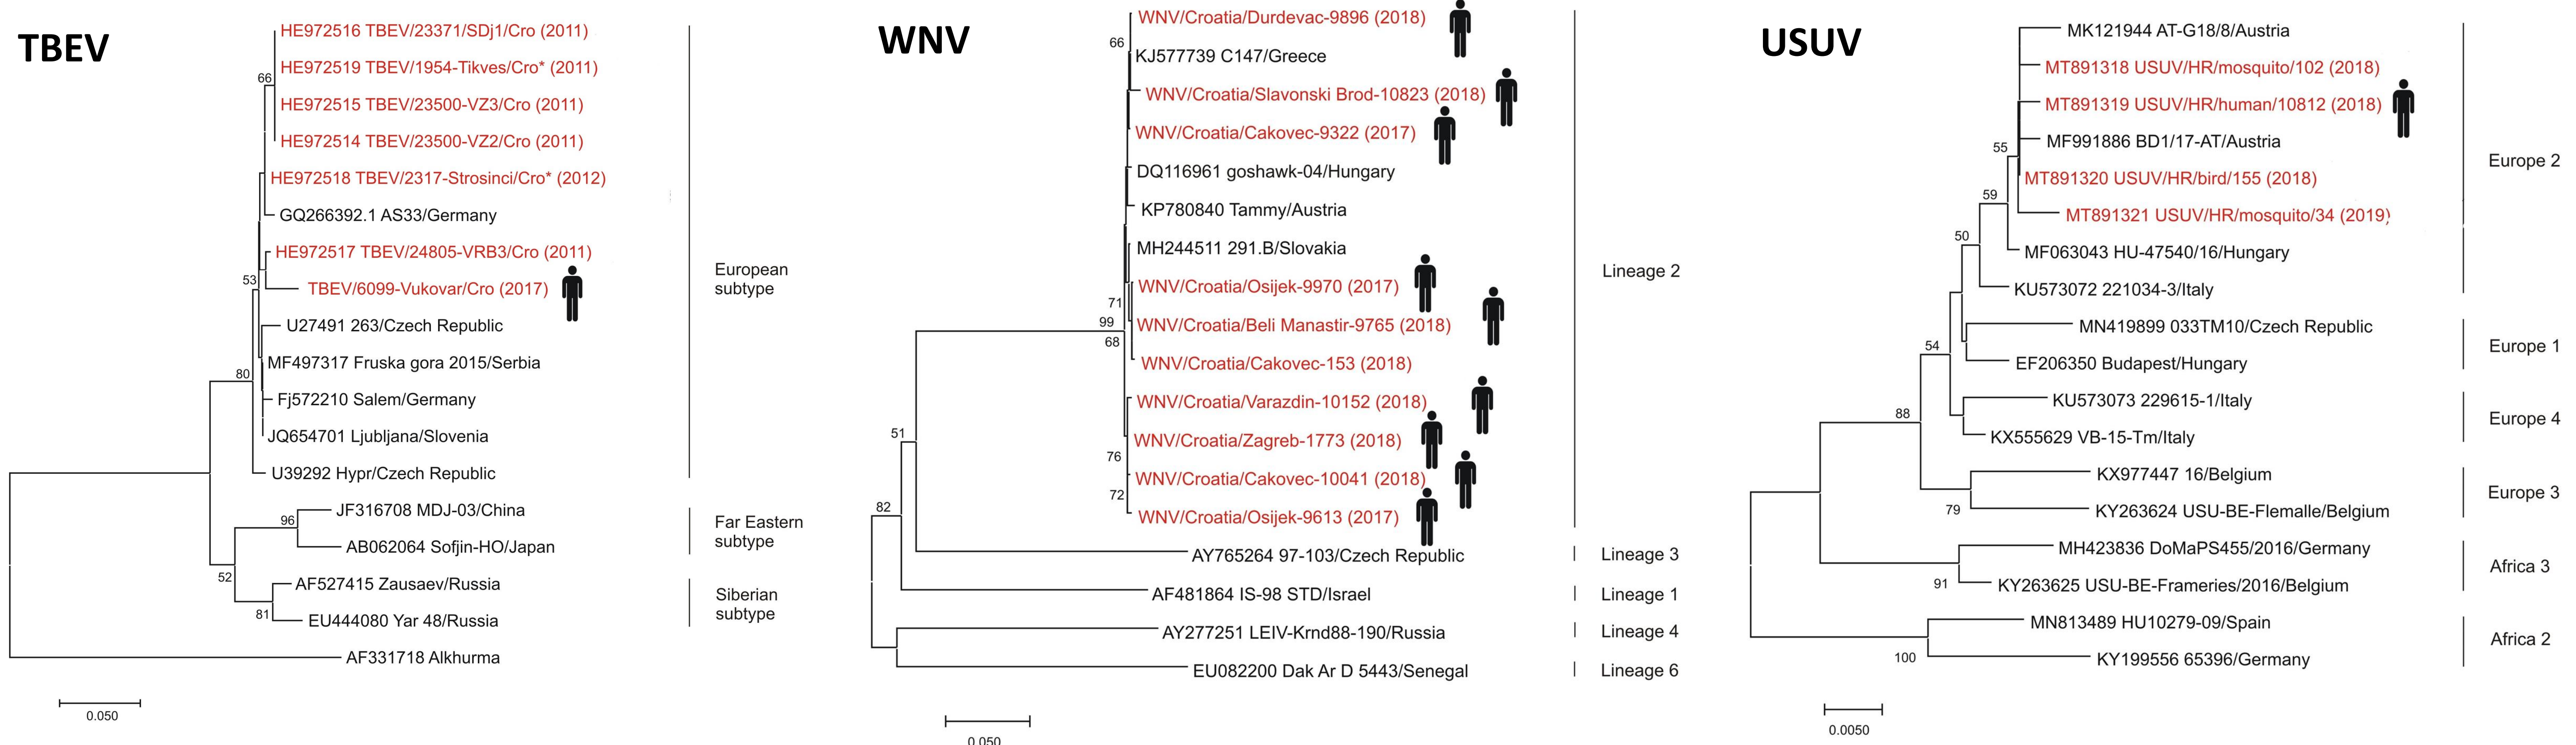 TBEV
HE972516 TBEV/23371/SDj1/Cro (2011)
HE972519 TBEV/1954-Tikves/Cro* (2011)
66
HE972515 TBEV/23500-VZ3/Cro (2011)
HE972514 TBEV/23500-VZ2/Cro (2011)
HE972518 TBEV/2317-Strosinci/Cro* (2012)
GQ266392.1 AS33/Germany
HE972517 TBEV/24805-VRB3/Cro (2011)
53
TBEV/6099-Vukovar/Cro (2017)
U27491 263/Czech Republic
MF497317 Fruska gora 2015/Serbia
80
Fj572210 Salem/Germany
JQ654701 Ljubljana/Slovenia
U39292 Hypr/Czech Republic
JF316708 MDJ-03/China
96
AB062064 Sofjin-HO/Japan
52
AF527415 Zausaev/Russia
81
EU444080 Yar 48/Russia
AF331718 Alkhurma
0.050
European
subtype
Far Eastern
subtype
Siberian
subtype
WNV
WNV/Croatia/Durdevac-9896 (2018)
66
KJ577739 C147/Greece
WNV/Croatia/Slavonski Brod-10823 (2018)
WNV/Croatia/Cakovec-9322 (2017)
DQ116961 goshawk-04/Hungary
KP780840 Tammy/Austria
MH244511 291.B/Slovakia
WNV/Croatia/Osijek-9970 (2017)
71
99
WNV/Croatia/Beli Manastir-9765 (2018)
68
WNV/Croatia/Cakovec-153 (2018)
WNV/Croatia/Varazdin-10152 (2018)
51
WNV/Croatia/Zagreb-1773 (2018)
76
WNV/Croatia/Cakovec-10041 (2018)
72
82
WNV/Croatia/Osijek-9613 (2017)
AY765264 97-103/Czech Republic
AF481864 IS-98 STD/Israel
AY277251 LEIV-Krnd88-190/Russia
EU082200 Dak Ar D 5443/Senegal
0.050
Lineage 2
Lineage 3
Lineage 1
Lineage 4
Lineage 6
USUV
MK121944 AT-G18/8/Austria
MT891318 USUV/HR/mosquito/102 (2018)
MT891319 USUV/HR/human/10812 (2018)
MF991886 BD1/17-AT/Austria
55
MT891320 USUV/HR/bird/155 (2018)
59
MT891321 USUV/HR/mosquito/34 (2019)
50
MF063043 HU-47540/16/Hungary
KU573072 221034-3/Italy
MN419899 033TM10/Czech Republic
54
EF206350 Budapest/Hungary
KU573073 229615-1/Italy
88
KX555629 VB-15-Tm/Italy
KX977447 16/Belgium
79
KY263624 USU-BE-Flemalle/Belgium
MH423836 DoMaPS455/2016/Germany
91
KY263625 USU-BE-Frameries/2016/Belgium
MN813489 HU10279-09/Spain
100
KY199556 65396/Germany
0.0050
Europe 2
Europe 1
Europe 4
Europe 3
Africa 3
Africa 2